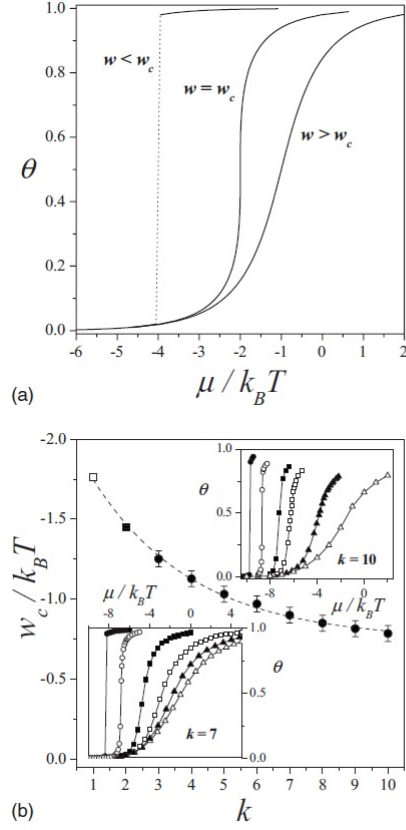 1.0
0.8
0.6
0.4
0.2
0.0
θ
w < w_c
w = w_c
w > w_c
-6 -5 -4 -3 -2 -1 0 1 2
μ / k_BT
(a)
-2.0
-1.5
-1.0
-0.5
0.0
w_c / k_BT
1.0
0.5
0.0
θ
k = 10
-8 -4 0
μ / k_BT
μ / k_BT
-8 -4 0 4
1.0
0.5
0.0
θ
k = 7
1 2 3 4 5 6 7 8 9 10
k
(b)